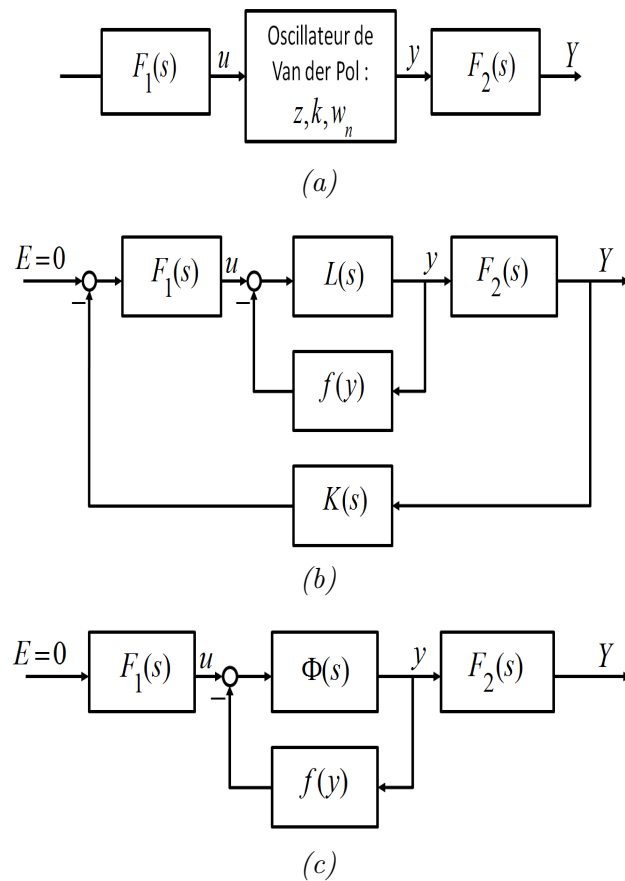 F₁(s) u Oscillateur de Van der Pol : z,k,wₙ y F₂(s) Y
(a)
E=0 F₁(s) u L(s) y F₂(s) Y
−
−
f(y)
K(s)
(b)
E=0 F₁(s) u Φ(s) y F₂(s) Y
−
f(y)
(c)